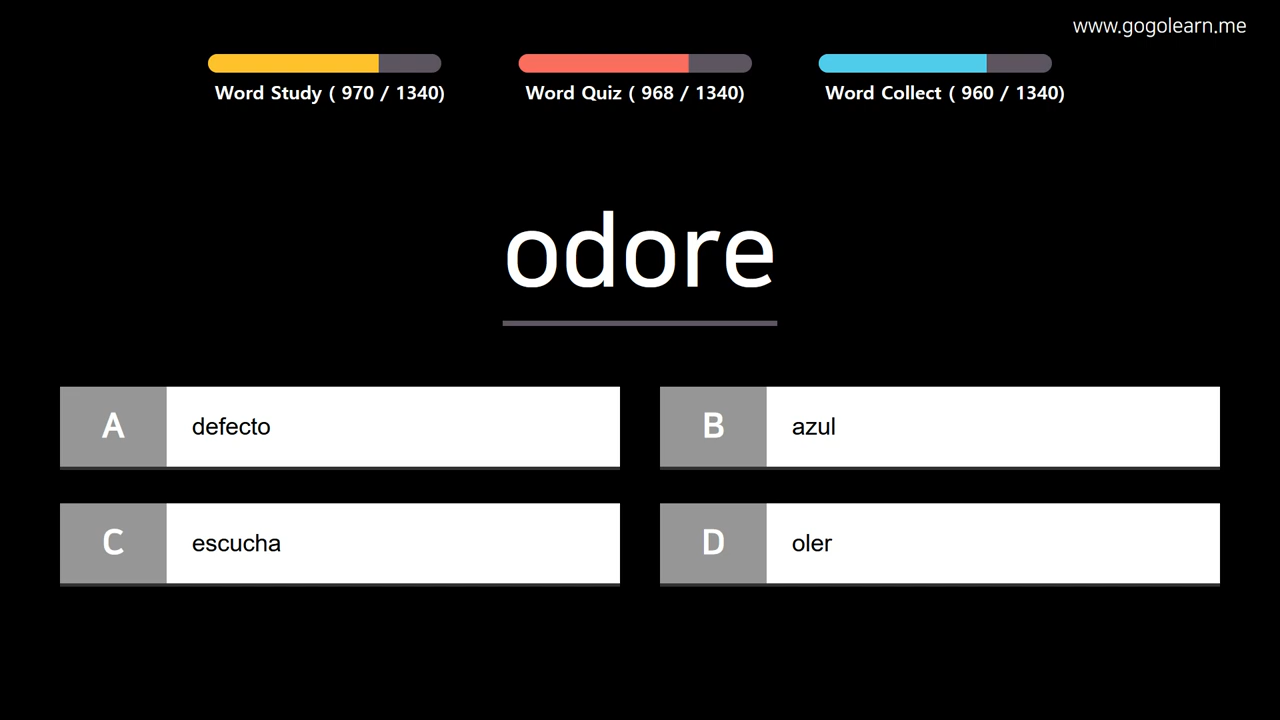 www.gogolearn.me
Word Study ( 970 / 1340)
Word Quiz ( 968 / 1340)
Word Collect ( 960 / 1340)
odore
A
defecto
B
azul
C
escucha
D
oler